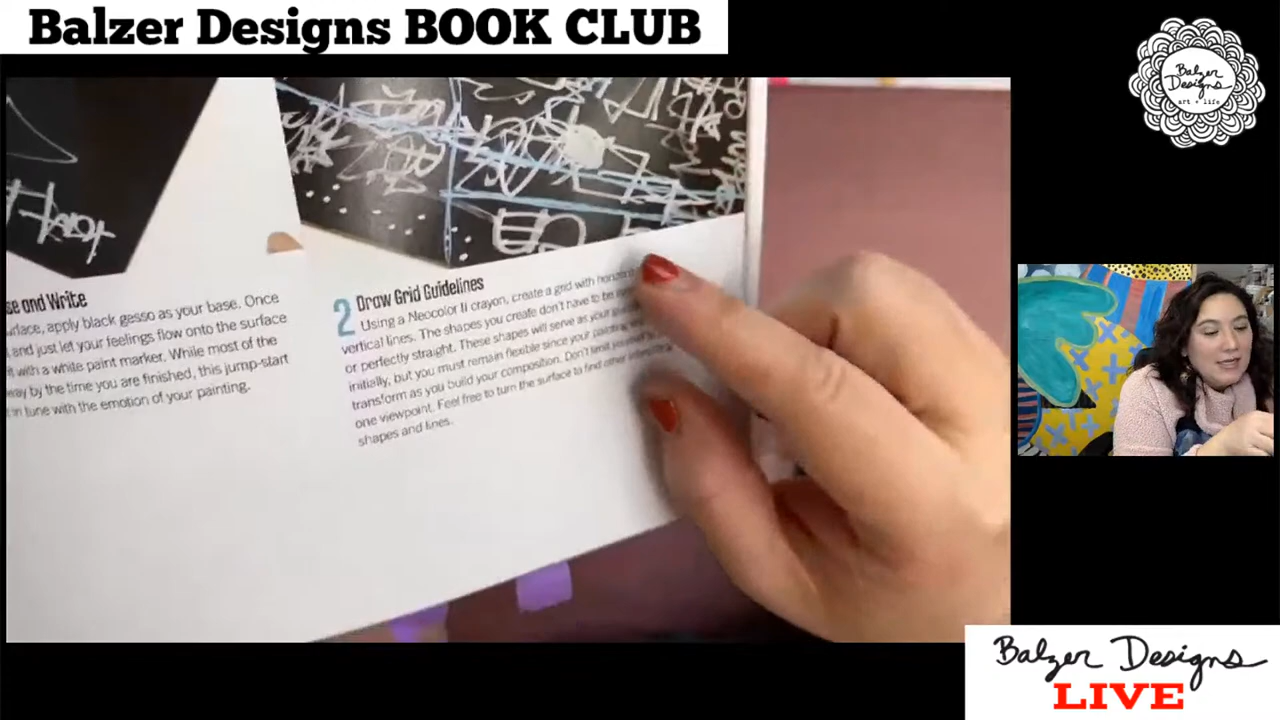 Balzer Designs BOOK CLUB
Balzer
Designs
art + life
se and Write
rface, apply black gesso as your base. Once
and just let your feelings flow onto the surface
it with a white paint marker. While most of the
way by the time you are finished, this jump-start
in tune with the emotion of your painting.
2 Draw Grid Guidelines
Using a Neocolor II crayon, create a grid with
vertical lines. The shapes you create don't have to be
or perfectly straight. These shapes will serve as your
initially, but you must remain flexible since your painting
transform as you build your composition. Don't limit yourself
one viewpoint. Feel free to turn the surface to find other
shapes and lines.
Balzer Designs
LIVE